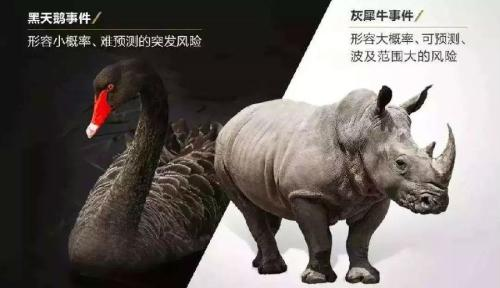 黑天鹅事件
形容小概率、难预测的突发风险
灰犀牛事件
形容大概率、可预测、
波及范围大的风险